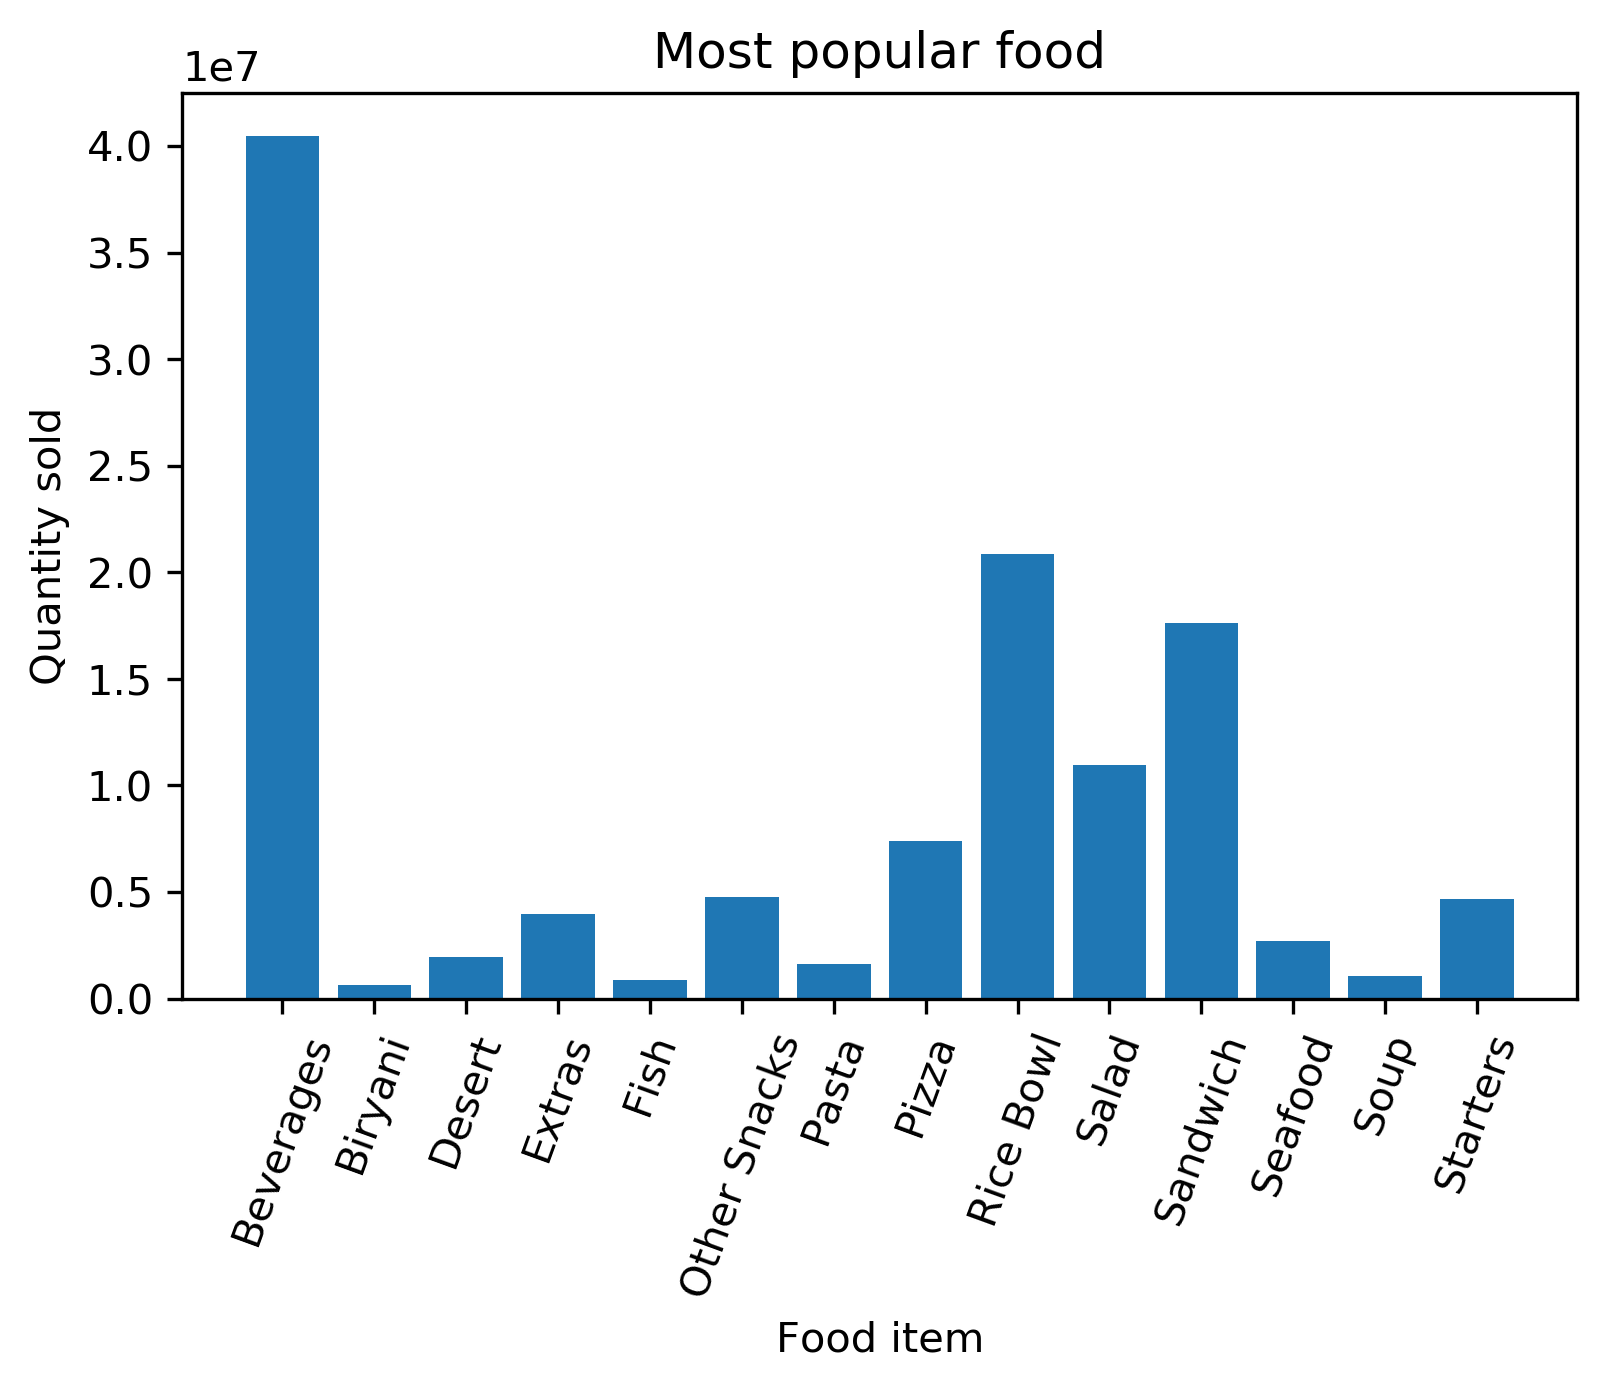 Most popular food
1e7
4.0
3.5
3.0
2.5
2.0
1.5
1.0
0.5
0.0
Quantity sold
Beverages
Biryani
Desert
Extras
Fish
Other Snacks
Pasta
Pizza
Rice Bowl
Salad
Sandwich
Seafood
Soup
Starters
Food item